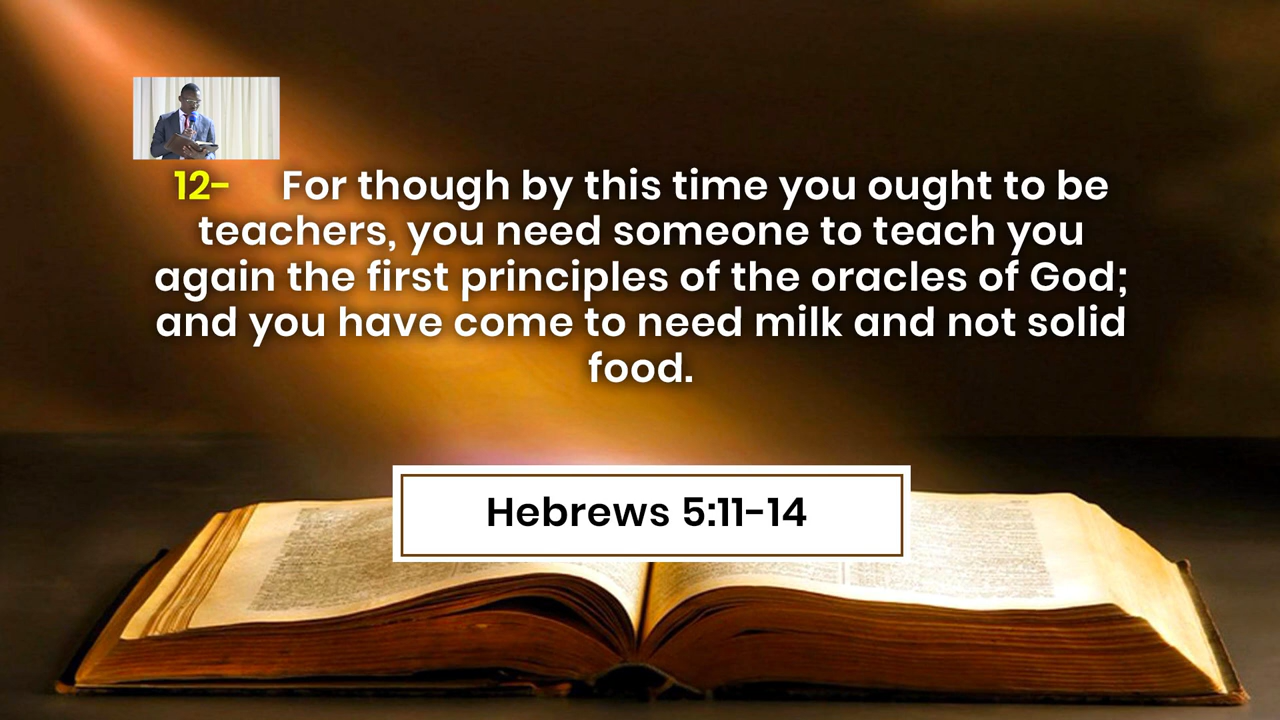 12- For though by this time you ought to be
teachers, you need someone to teach you
again the first principles of the oracles of God;
and you have come to need milk and not solid
food.
Hebrews 5:11-14